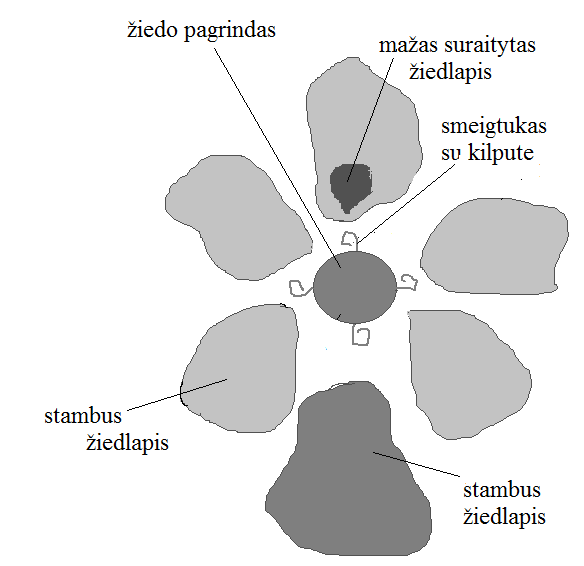 žiedo pagrindas
mažas suraitytas
žiedlapis
smeigtukas
su kilpute
stambus
žiedlapis
stambus
žiedlapis